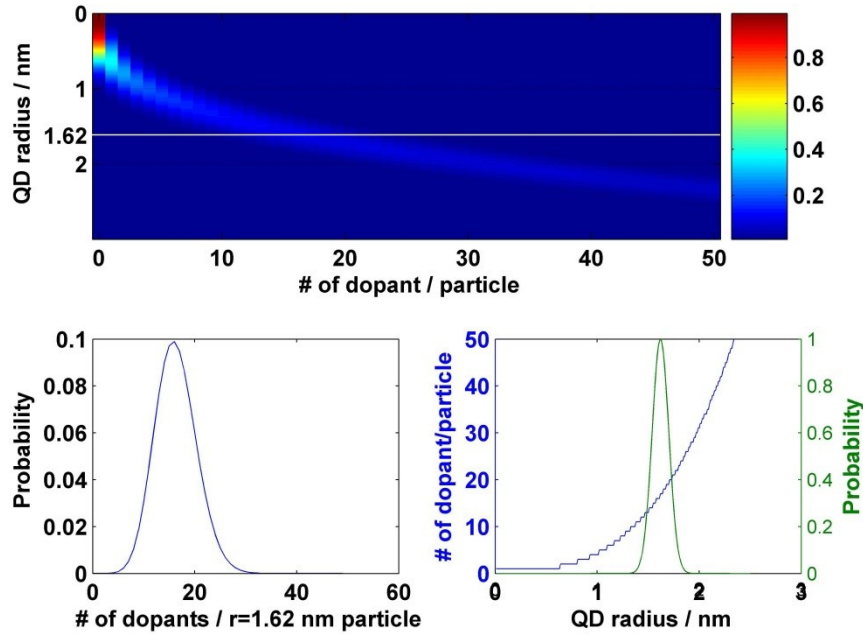 0
1
1.62
2
QD radius / nm
0 10 20 30 40 50
# of dopant / particle
0.8
0.6
0.4
0.2
0.1
0.08
0.06
0.04
0.02
0
Probability
0 20 40 60
# of dopants / r=1.62 nm particle
50
40
30
20
10
0
# of dopant/particle
0 1 2 3
QD radius / nm
1
0.8
0.6
0.4
0.2
0
Probability